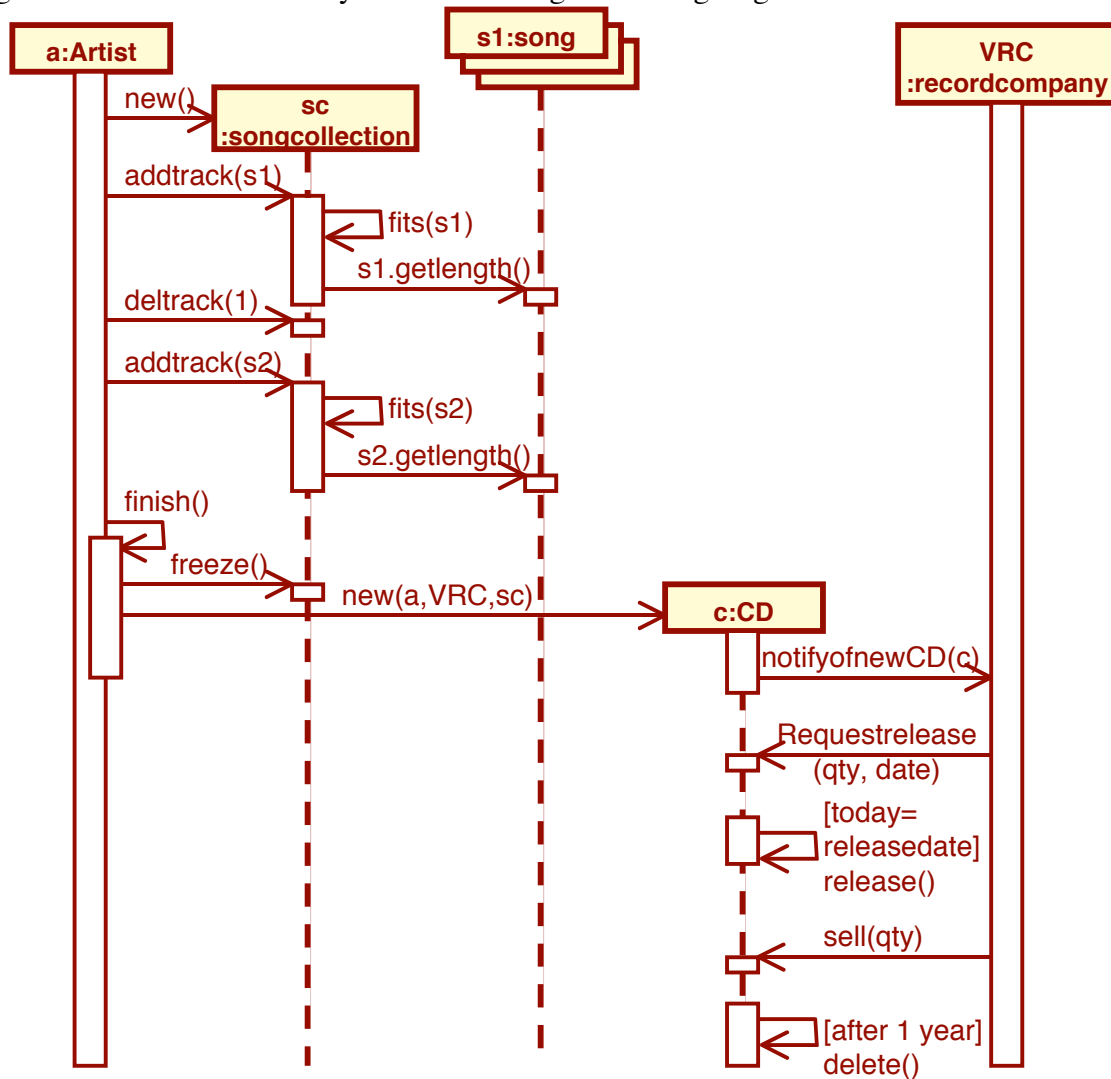 a:Artist
s1:song
VRC
:recordcompany
new()
sc
:songcollection
addtrack(s1)
fits(s1)
s1.getlength()
deltrack(1)
addtrack(s2)
fits(s2)
s2.getlength()
finish()
freeze()
new(a,VRC,sc)
c:CD
notifyofnewCD(c)
Requestrelease
(qty, date)
[today=
releasedate]
release()
sell(qty)
[after 1 year]
delete()